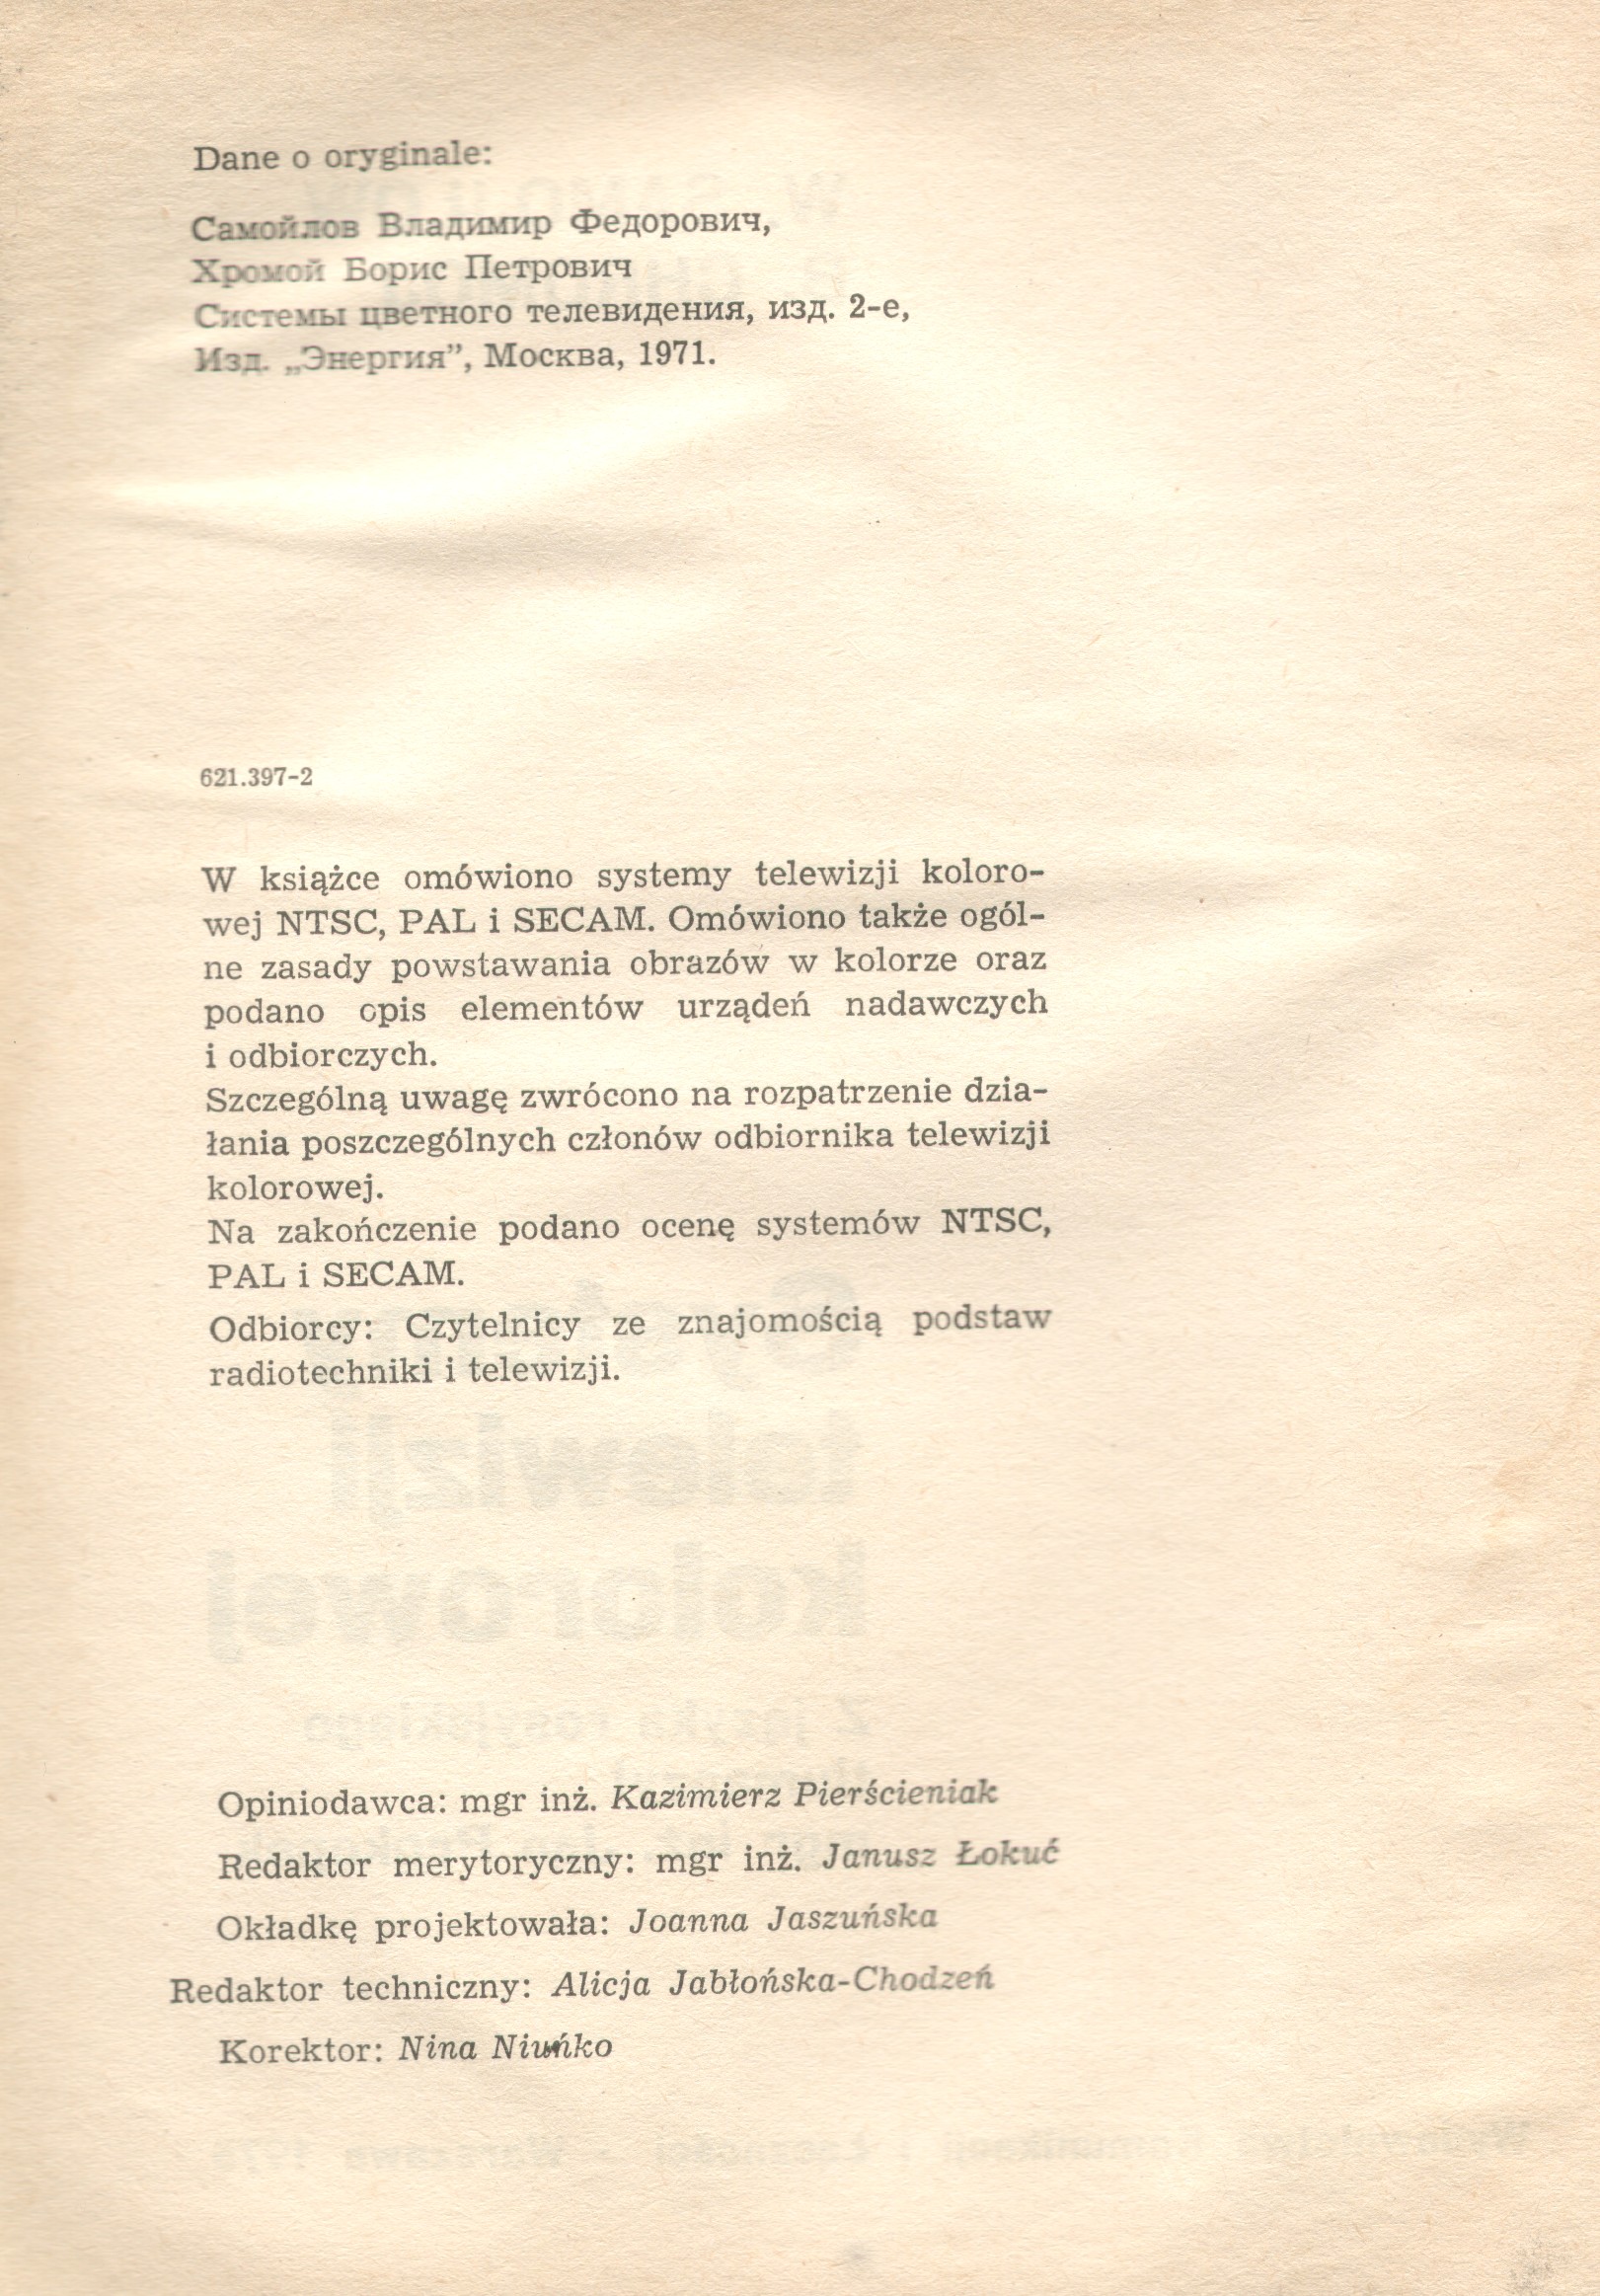 Dane o oryginale:
Самойлов Владимир Федорович,
Хромой Борис Петрович
Системы цветного телевидения, изд. 2-е,
Изд. „Энергия”, Москва, 1971.
621.397-2
W książce omówiono systemy telewizji koloro-
wej NTSC, PAL i SECAM. Omówiono także ogól-
ne zasady powstawania obrazów w kolorze oraz
podano opis elementów urządeń nadawczych
i odbiorczych.
Szczególną uwagę zwrócono na rozpatrzenie dzia-
łania poszczególnych członów odbiornika telewizji
kolorowej.
Na zakończenie podano ocenę systemów NTSC,
PAL i SECAM.
Odbiorcy: Czytelnicy ze znajomością podstaw
radiotechniki i telewizji.
telewizji
kolorowej
Opiniodawca: mgr inż. Kazimierz Pierścieniak
Redaktor merytoryczny: mgr inż. Janusz Łokuć
Okładkę projektowała: Joanna Jaszuńska
Redaktor techniczny: Alicja Jabłońska-Chodzeń
Korektor: Nina Niuńko